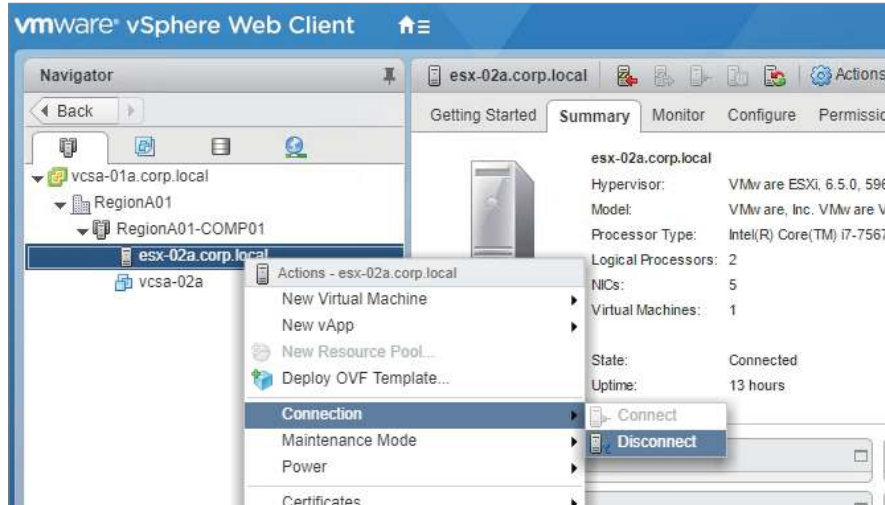 vmware® vSphere Web Client
Navigator
Back
vcsa-01a.corp.local
RegionA01
RegionA01-COMP01
esx-02a.corp.local
vcsa-02a
esx-02a.corp.local Actions
Getting Started Summary Monitor Configure Permissio
esx-02a.corp.local
Hypervisor: VMware ESXi, 6.5.0, 596
Model: VMware, Inc. VMware V
Processor Type: Intel(R) Core(TM) i7-7567
Logical Processors: 2
NICs: 5
Virtual Machines: 1
State: Connected
Uptime: 13 hours
Actions - esx-02a.corp.local
New Virtual Machine
New vApp
New Resource Pool...
Deploy OVF Template...
Connection
Maintenance Mode
Power
Certificates
Connect
Disconnect